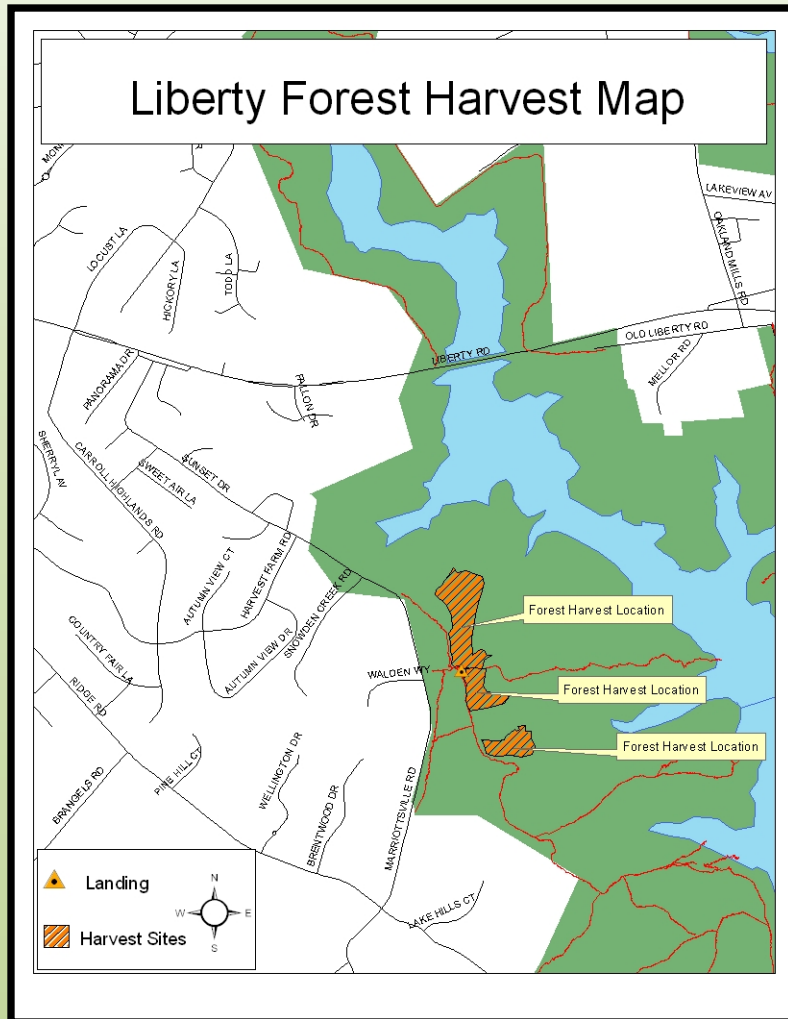 Liberty Forest Harvest Map
LAKEVIEW AV
OAKLAND MILLS RD
LOCUST LA
HICKORY LA
TODD LA
OLD LIBERTY RD
LIBERTY RD
MELLOR RD
PANORAMA DR
FALLON DR
SHERRYL AV
CARROLL HIGHLANDS RD
SWEET AIR LA
SUNSET DR
AUTUMN VIEW CT
HARVEST FARM RD
SNOWDEN CREEK RD
AUTUMN VIEW DR
COUNTRY FAIR LA
RIDGE RD
WALDEN WY
Forest Harvest Location
Forest Harvest Location
Forest Harvest Location
BRANGELS RD
PINE HILL CT
WELLINGTON DR
BRENTWOOD DR
MARRIOTTSVILLE RD
LAKE HILLS CT
Landing
Harvest Sites
N
W
E
S